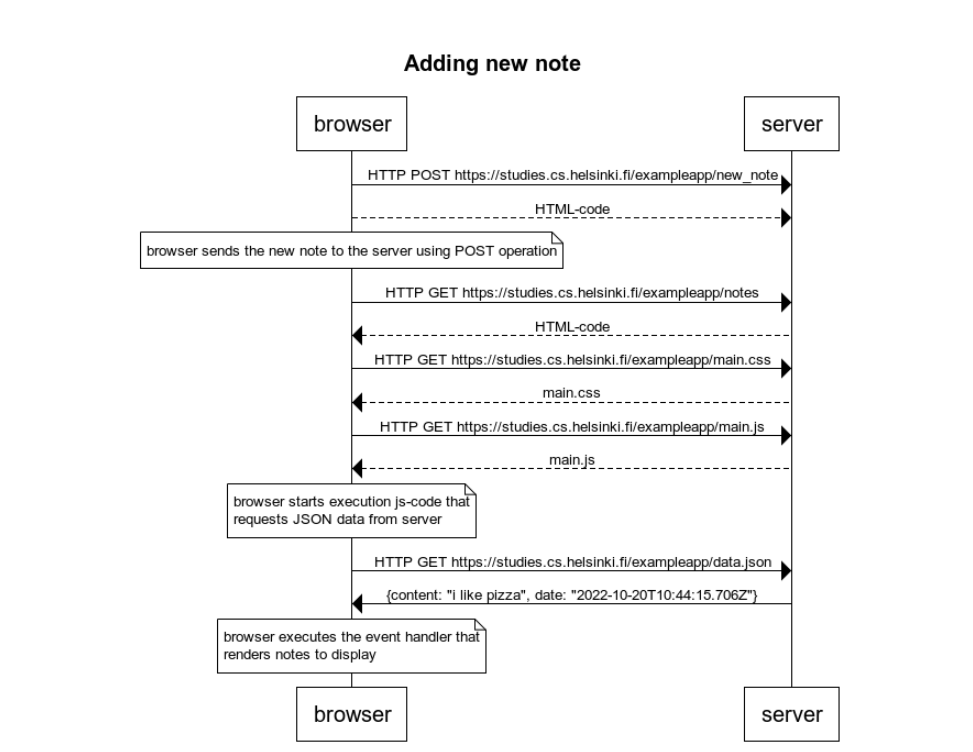 Adding new note
browser
server
HTTP POST https://studies.cs.helsinki.fi/exampleapp/new_note
HTML-code
browser sends the new note to the server using POST operation
HTTP GET https://studies.cs.helsinki.fi/exampleapp/notes
HTML-code
HTTP GET https://studies.cs.helsinki.fi/exampleapp/main.css
main.css
HTTP GET https://studies.cs.helsinki.fi/exampleapp/main.js
main.js
browser starts execution js-code that
requests JSON data from server
HTTP GET https://studies.cs.helsinki.fi/exampleapp/data.json
{content: "i like pizza", date: "2022-10-20T10:44:15.706Z"}
browser executes the event handler that
renders notes to display
browser
server